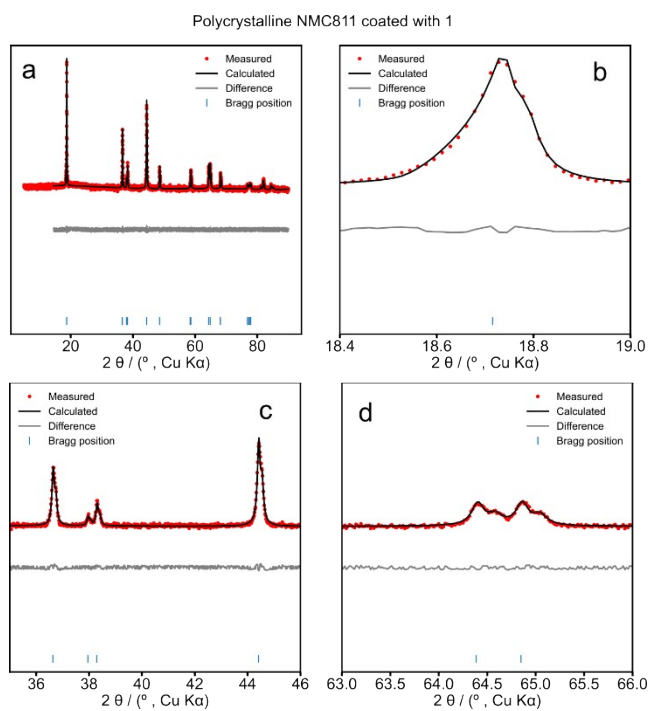 Polycrystalline NMC811 coated with 1
a
Measured
Calculated
Difference
Bragg position
20 40 60 80
2 θ / (º , Cu Kα)
b
Measured
Calculated
Difference
Bragg position
18.4 18.6 18.8 19.0
2 θ / (º , Cu Kα)
Measured
Calculated
Difference
Bragg position
c
36 38 40 42 44 46
2 θ / (º , Cu Kα)
d
Measured
Calculated
Difference
Bragg position
63.0 63.5 64.0 64.5 65.0 65.5 66.0
2 θ / (º , Cu Kα)